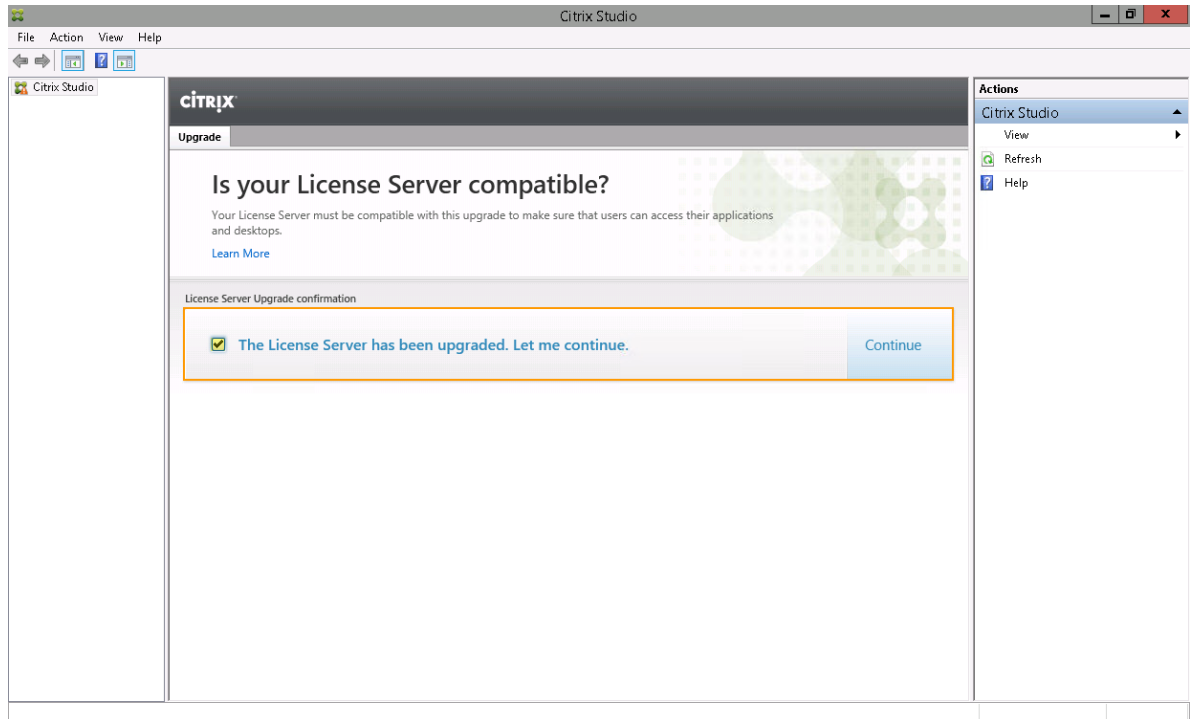 Citrix Studio
File Action View Help
Citrix Studio
CİTRIX
Upgrade
Is your License Server compatible?
Your License Server must be compatible with this upgrade to make sure that users can access their applications
and desktops.
Learn More
License Server Upgrade confirmation
The License Server has been upgraded. Let me continue.
Continue
Actions
Citrix Studio
View
Refresh
Help